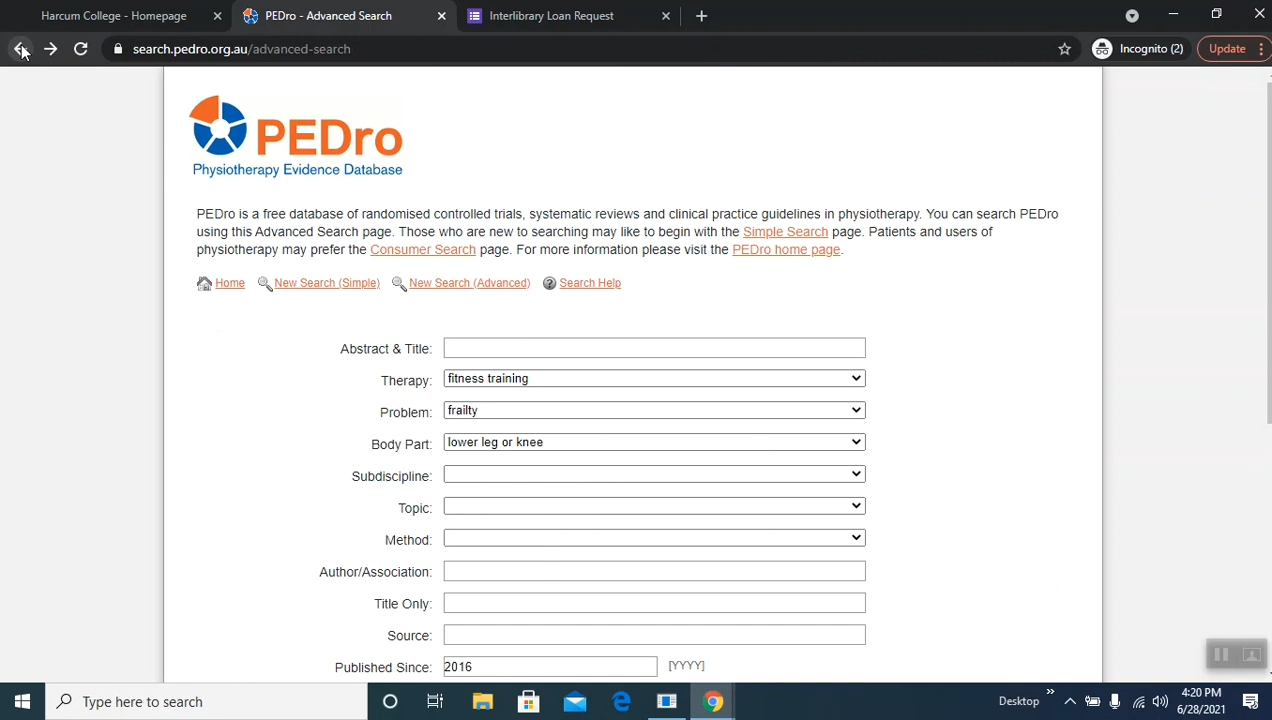 Harcum College - Homepage
PEDro - Advanced Search
Interlibrary Loan Request
search.pedro.org.au/advanced-search
Incognito (2)
Update
PEDro
Physiotherapy Evidence Database
PEDro is a free database of randomised controlled trials, systematic reviews and clinical practice guidelines in physiotherapy. You can search PEDro
using this Advanced Search page. Those who are new to searching may like to begin with the Simple Search page. Patients and users of
physiotherapy may prefer the Consumer Search page. For more information please visit the PEDro home page.
Home New Search (Simple) New Search (Advanced) Search Help
Abstract & Title:
Therapy: fitness training
Problem: frailty
Body Part: lower leg or knee
Subdiscipline:
Topic:
Method:
Author/Association:
Title Only:
Source:
Published Since: 2016 [YYYY]
Type here to search
Desktop
4:20 PM
6/28/2021